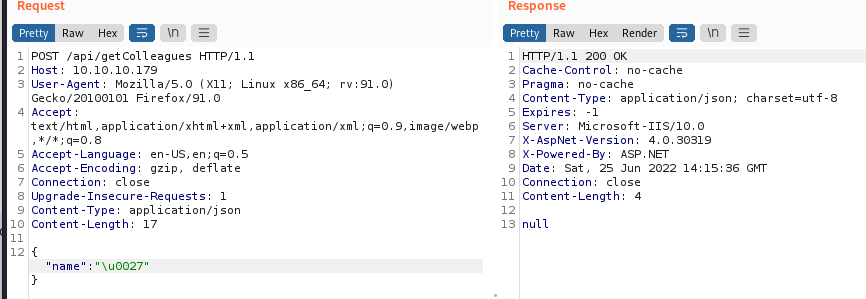 Request
Pretty Raw Hex \n
1 POST /api/getColleagues HTTP/1.1
2 Host: 10.10.10.179
3 User-Agent: Mozilla/5.0 (X11; Linux x86_64; rv:91.0)
Gecko/20100101 Firefox/91.0
4 Accept:
text/html,application/xhtml+xml,application/xml;q=0.9,image/webp
,*/*;q=0.8
5 Accept-Language: en-US,en;q=0.5
6 Accept-Encoding: gzip, deflate
7 Connection: close
8 Upgrade-Insecure-Requests: 1
9 Content-Type: application/json
10 Content-Length: 17
11
12 {
"name":"\u0027"
}
Response
Pretty Raw Hex Render \n
1 HTTP/1.1 200 OK
2 Cache-Control: no-cache
3 Pragma: no-cache
4 Content-Type: application/json; charset=utf-8
5 Expires: -1
6 Server: Microsoft-IIS/10.0
7 X-AspNet-Version: 4.0.30319
8 X-Powered-By: ASP.NET
9 Date: Sat, 25 Jun 2022 14:15:36 GMT
10 Connection: close
11 Content-Length: 4
12
13 null